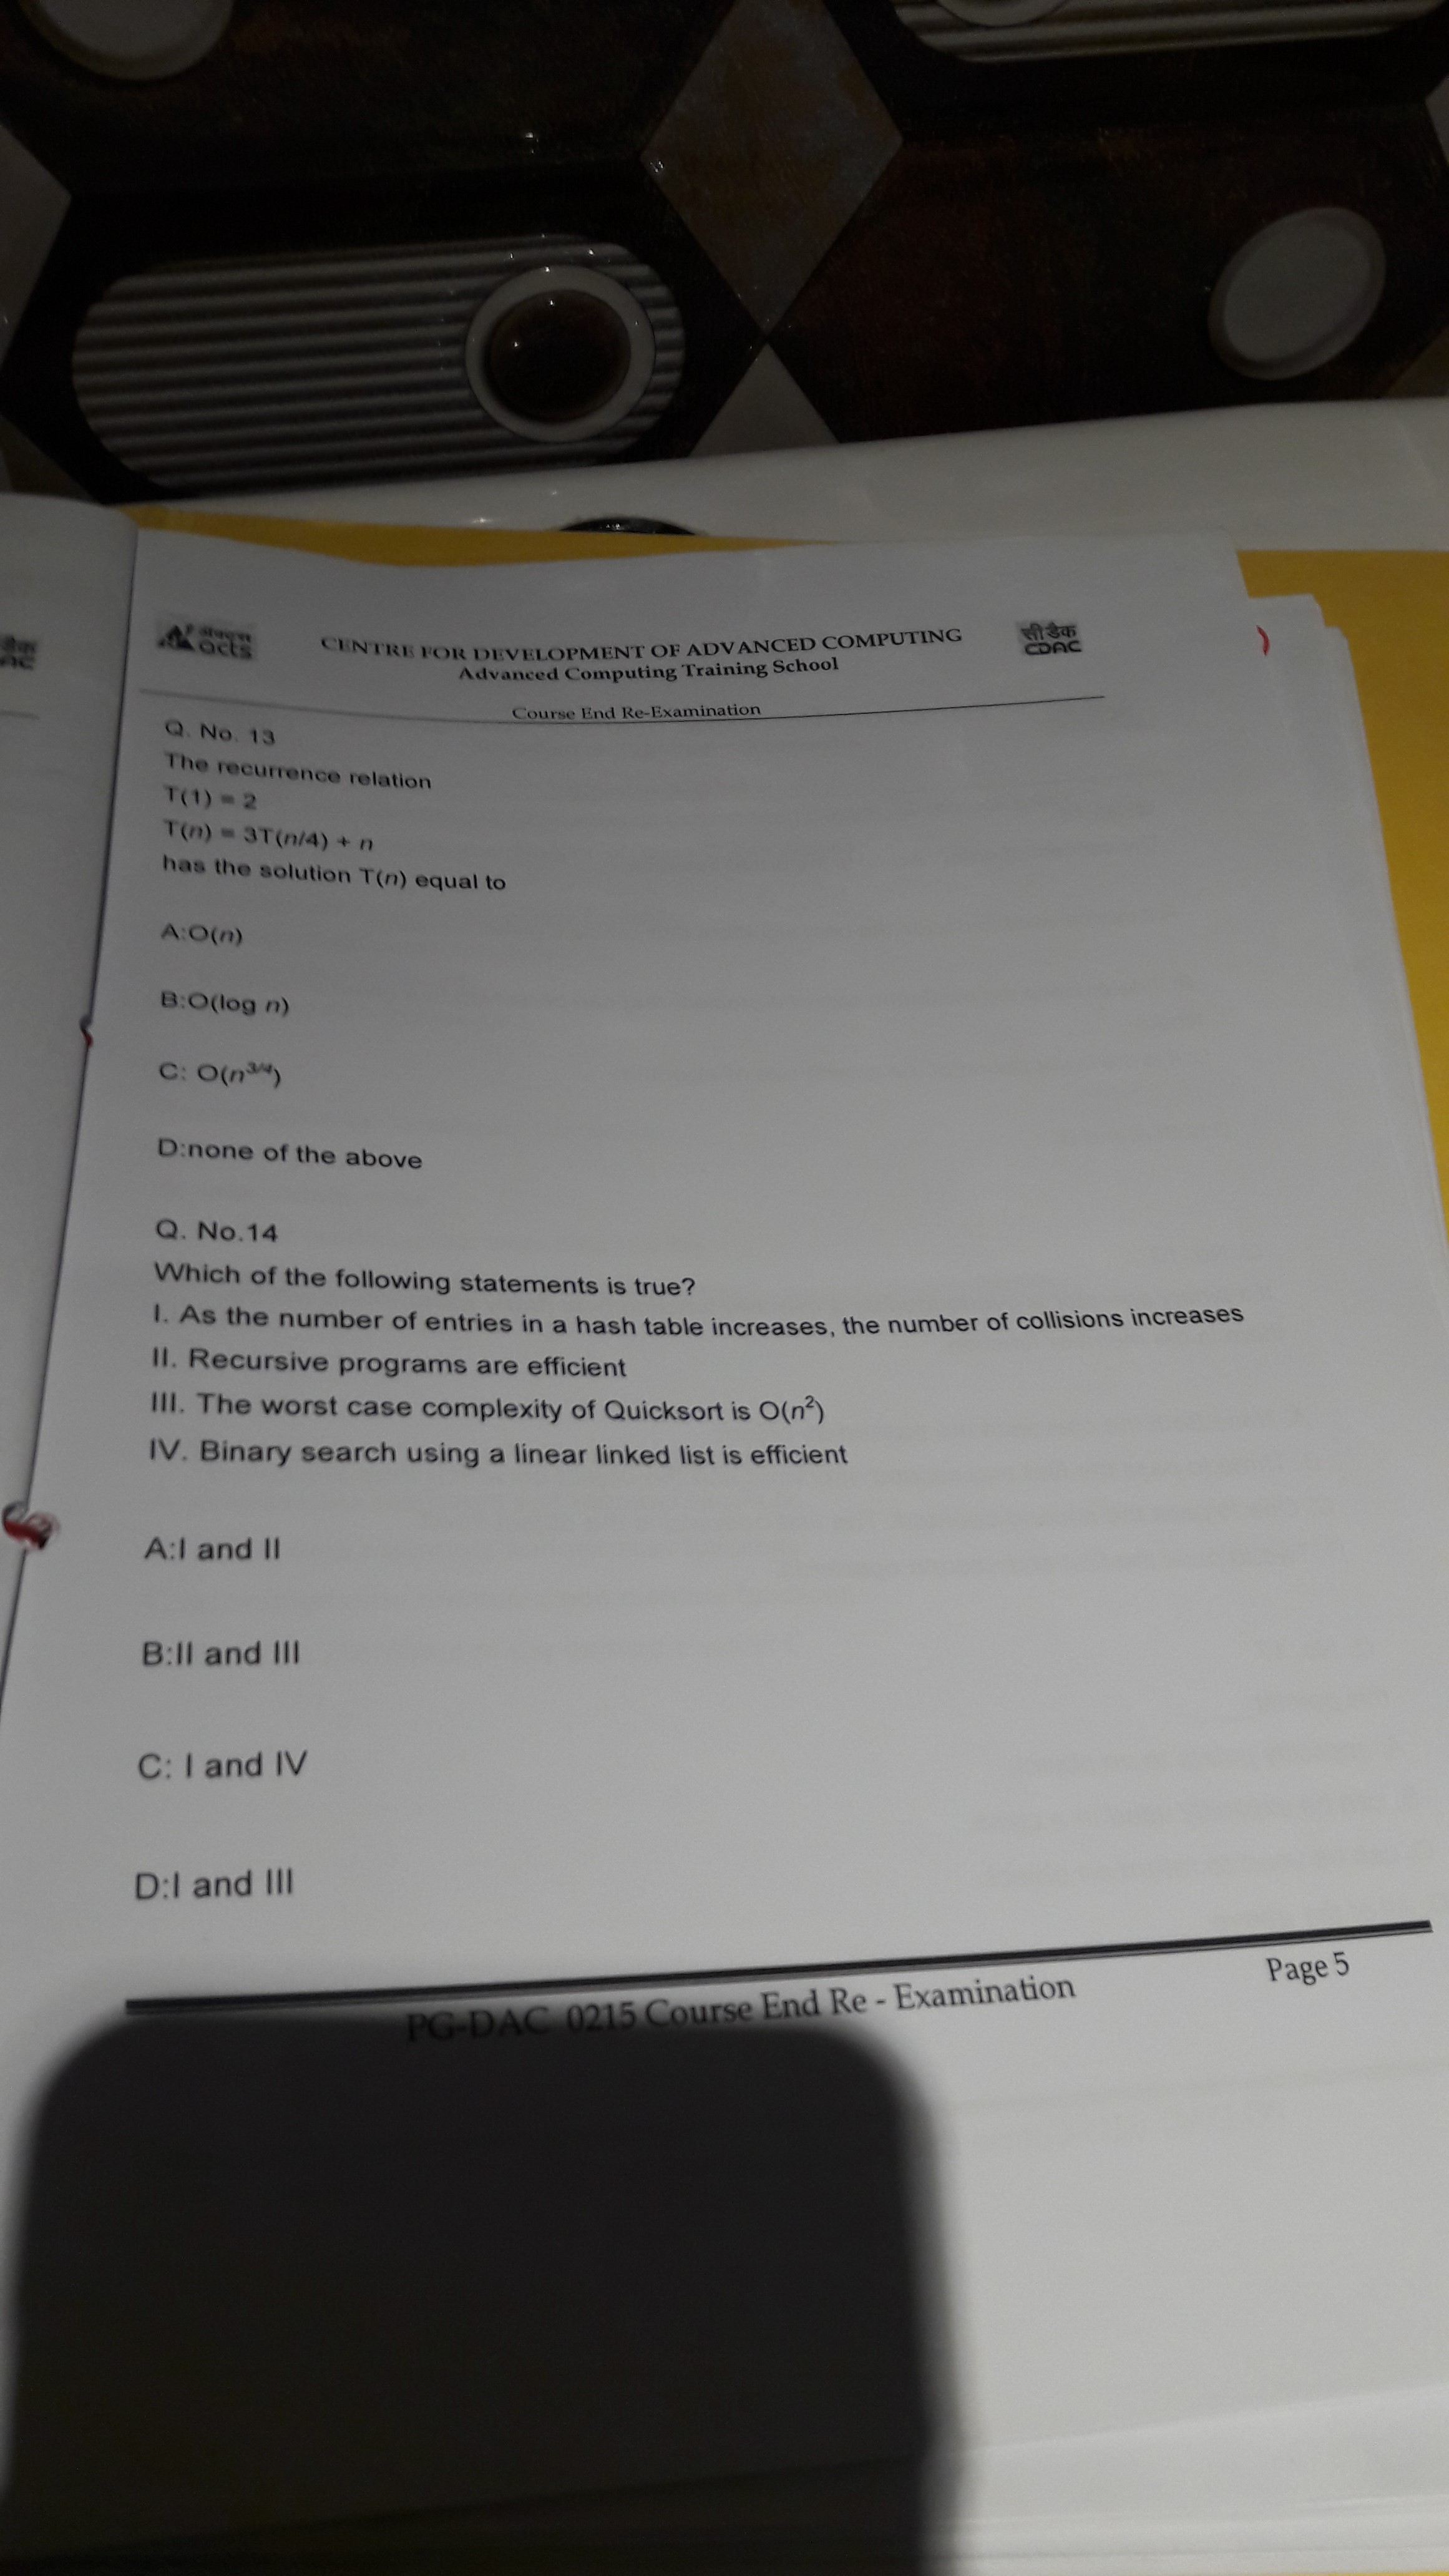 एक्ट्स
acts
CENTRE FOR DEVELOPMENT OF ADVANCED COMPUTING
सी डैक
CDAC
Advanced Computing Training School
Course End Re-Examination
Q. No. 13
The recurrence relation
T(1) = 2
T(n) = 3T(n/4) + n
has the solution T(n) equal to
A:O(n)
B:O(log n)
C: O(n^3/4)
D:none of the above
Q. No.14
Which of the following statements is true?
I. As the number of entries in a hash table increases, the number of collisions increases
II. Recursive programs are efficient
III. The worst case complexity of Quicksort is O(n²)
IV. Binary search using a linear linked list is efficient
A:I and II
B:II and III
C: I and IV
D:I and III
PG-DAC 0215 Course End Re - Examination
Page 5